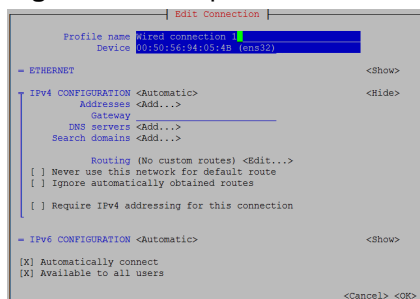 Edit Connection
Profile name Wired connection 1
Device 00:50:56:94:05:4B (ens32)
= ETHERNET <Show>
IPv4 CONFIGURATION <Automatic> <Hide>
Addresses <Add...>
Gateway
DNS servers <Add...>
Search domains <Add...>
Routing (No custom routes) <Edit...>
[ ] Never use this network for default route
[ ] Ignore automatically obtained routes
[ ] Require IPv4 addressing for this connection
= IPv6 CONFIGURATION <Automatic> <Show>
[X] Automatically connect
[X] Available to all users
<Cancel> <OK>